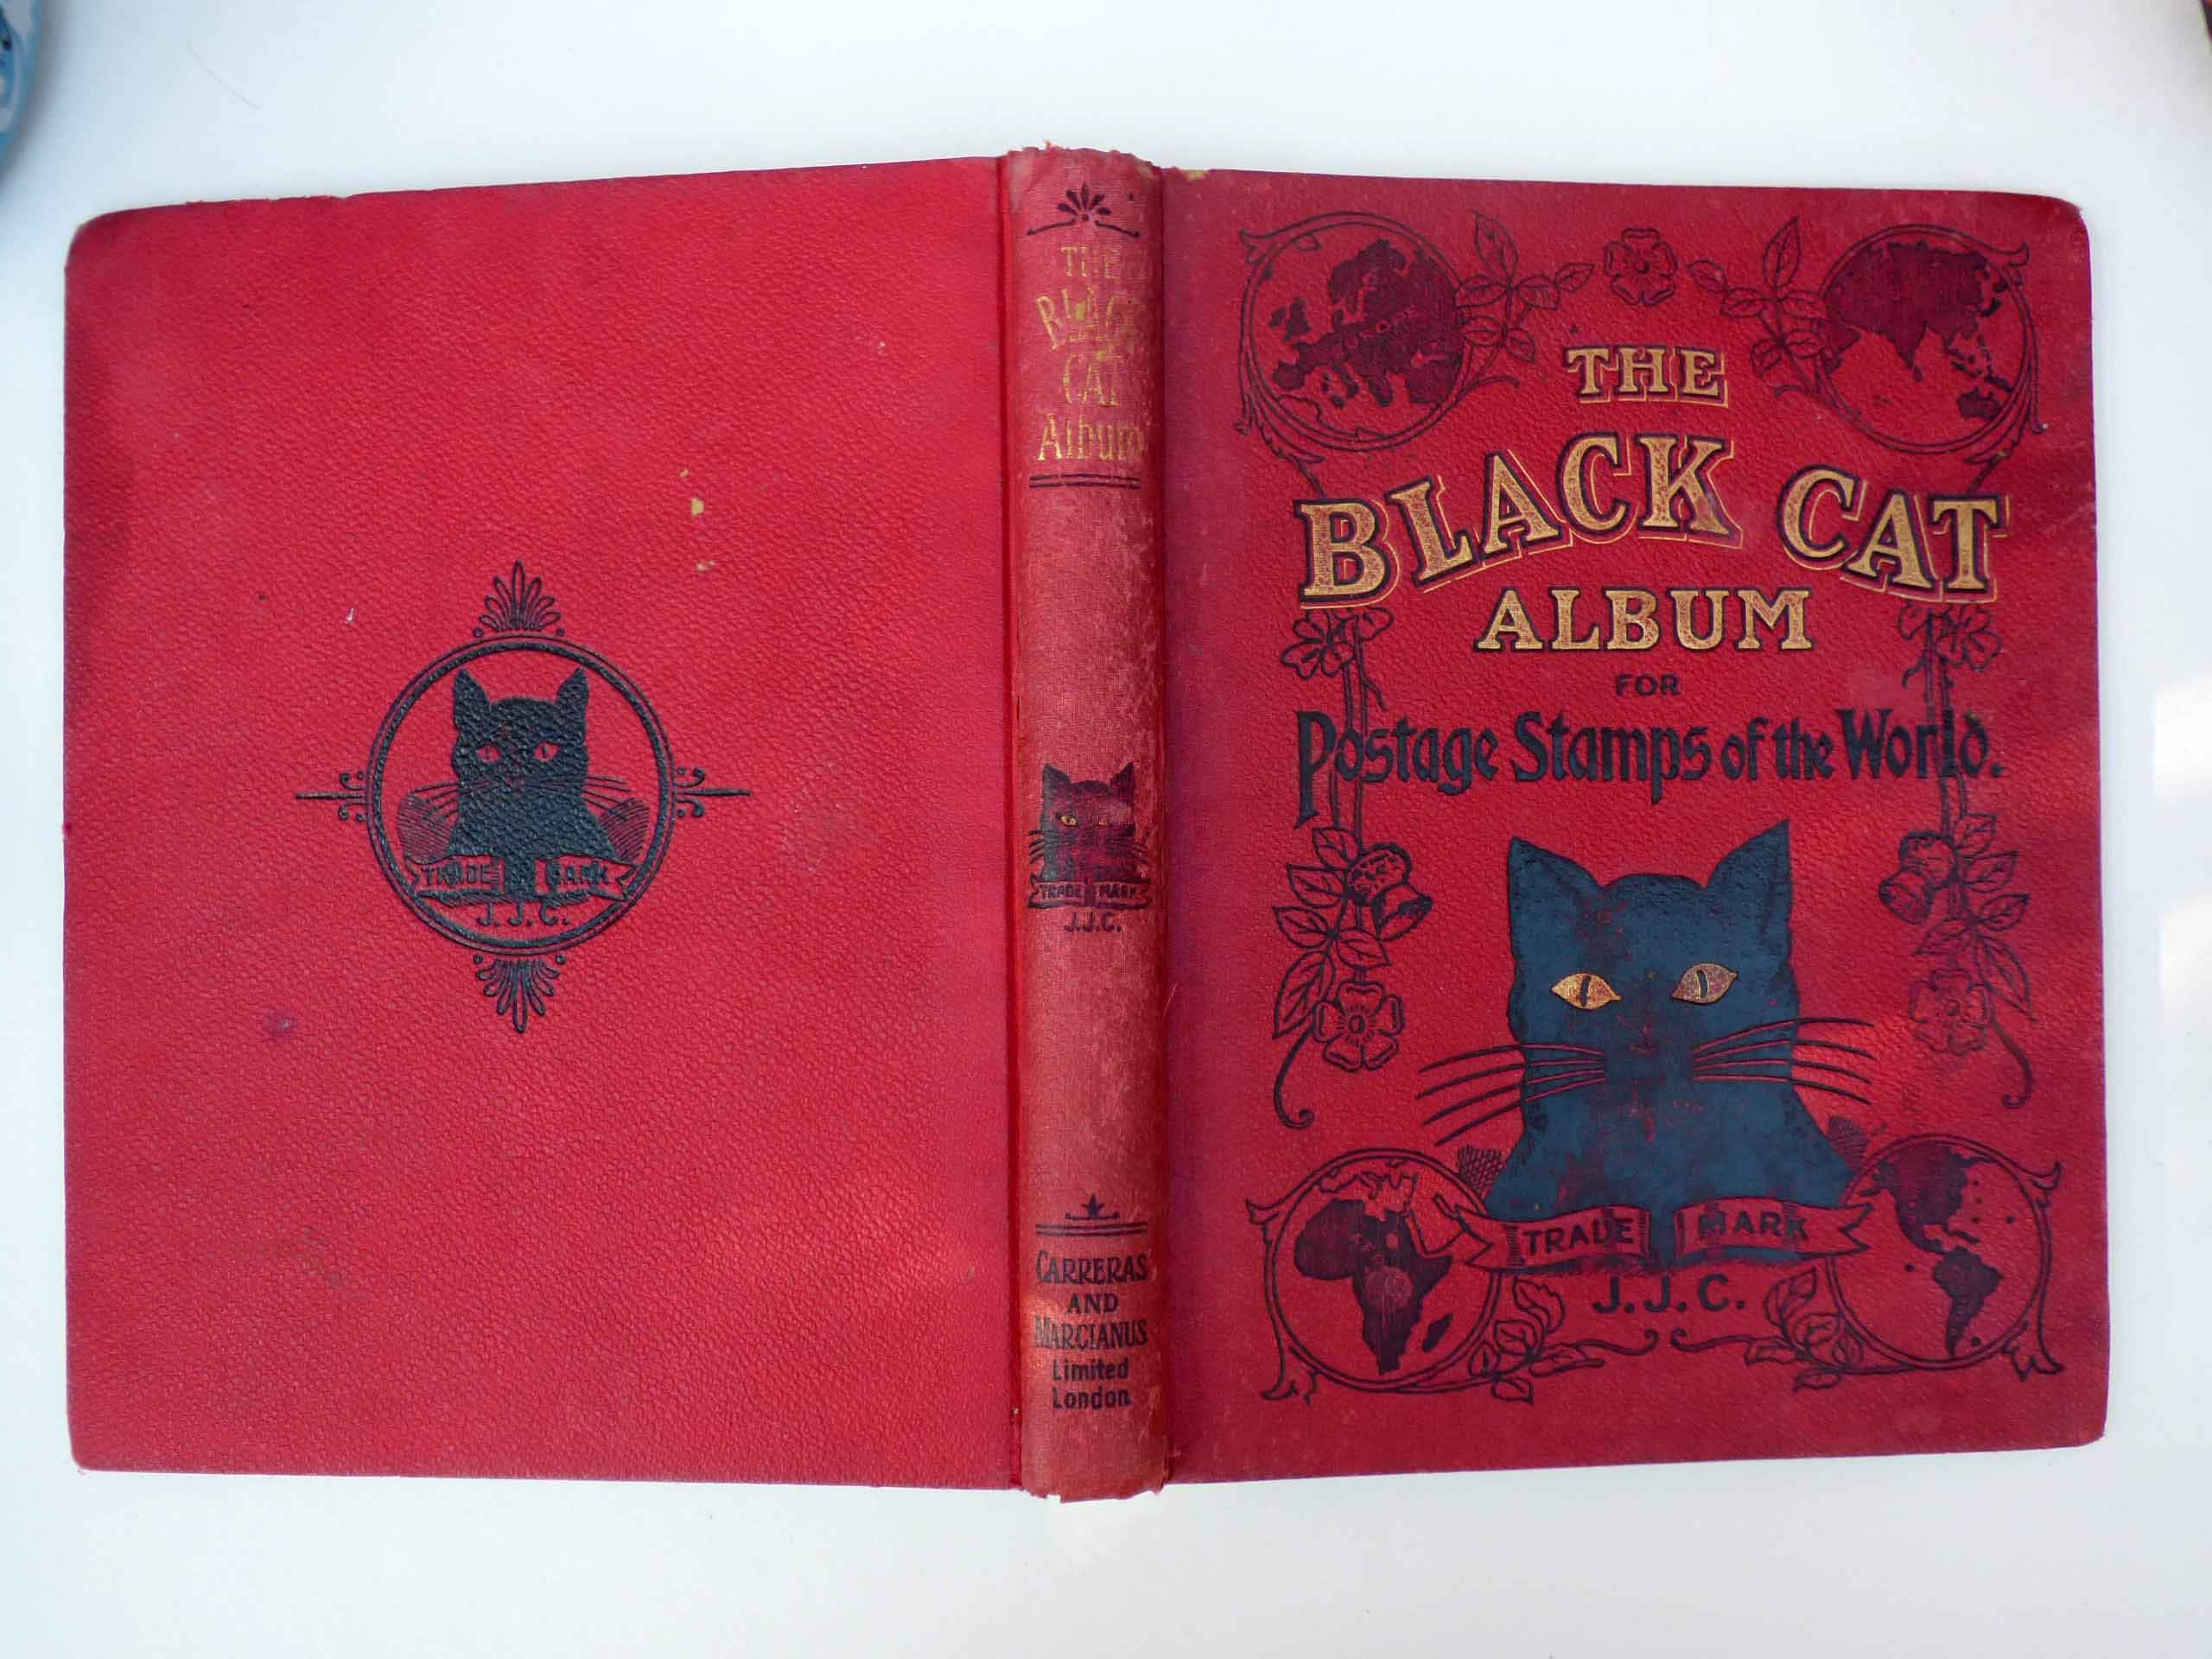 TRADE MARK
J.J.C.
THE
BLACK
CAT
Album
TRADE MARK
J.J.C.
CARRERAS
AND
MARCIANUS
Limited
London
THE
BLACK CAT
ALBUM
FOR
Postage Stamps of the World.
TRADE MARK
J.J.C.